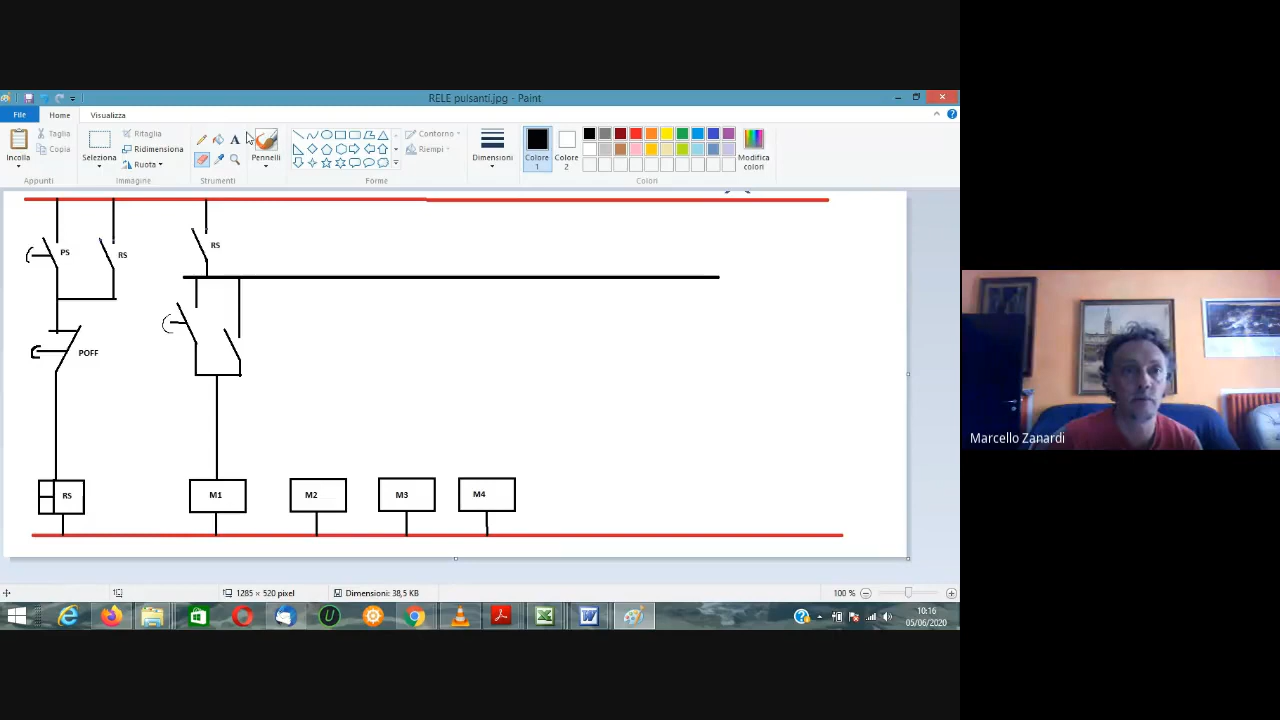 RELE pulsanti.jpg - Paint
File Home Visualizza
Incolla
Taglia
Copia
Appunti
Seleziona
Ritaglia
Ridimensiona
Ruota
Immagine
A
Strumenti
Pennelli
Contorno
Riempi
Forme
Dimensioni
Colore 1
Colore 2
Modifica colori
Colori
PS
RS
RS
POFF
RS
M1
M2
M3
M4
1285 × 520 pixel
Dimensioni: 38,5 KB
100 %
10:16
05/06/2020
Marcello Zanardi